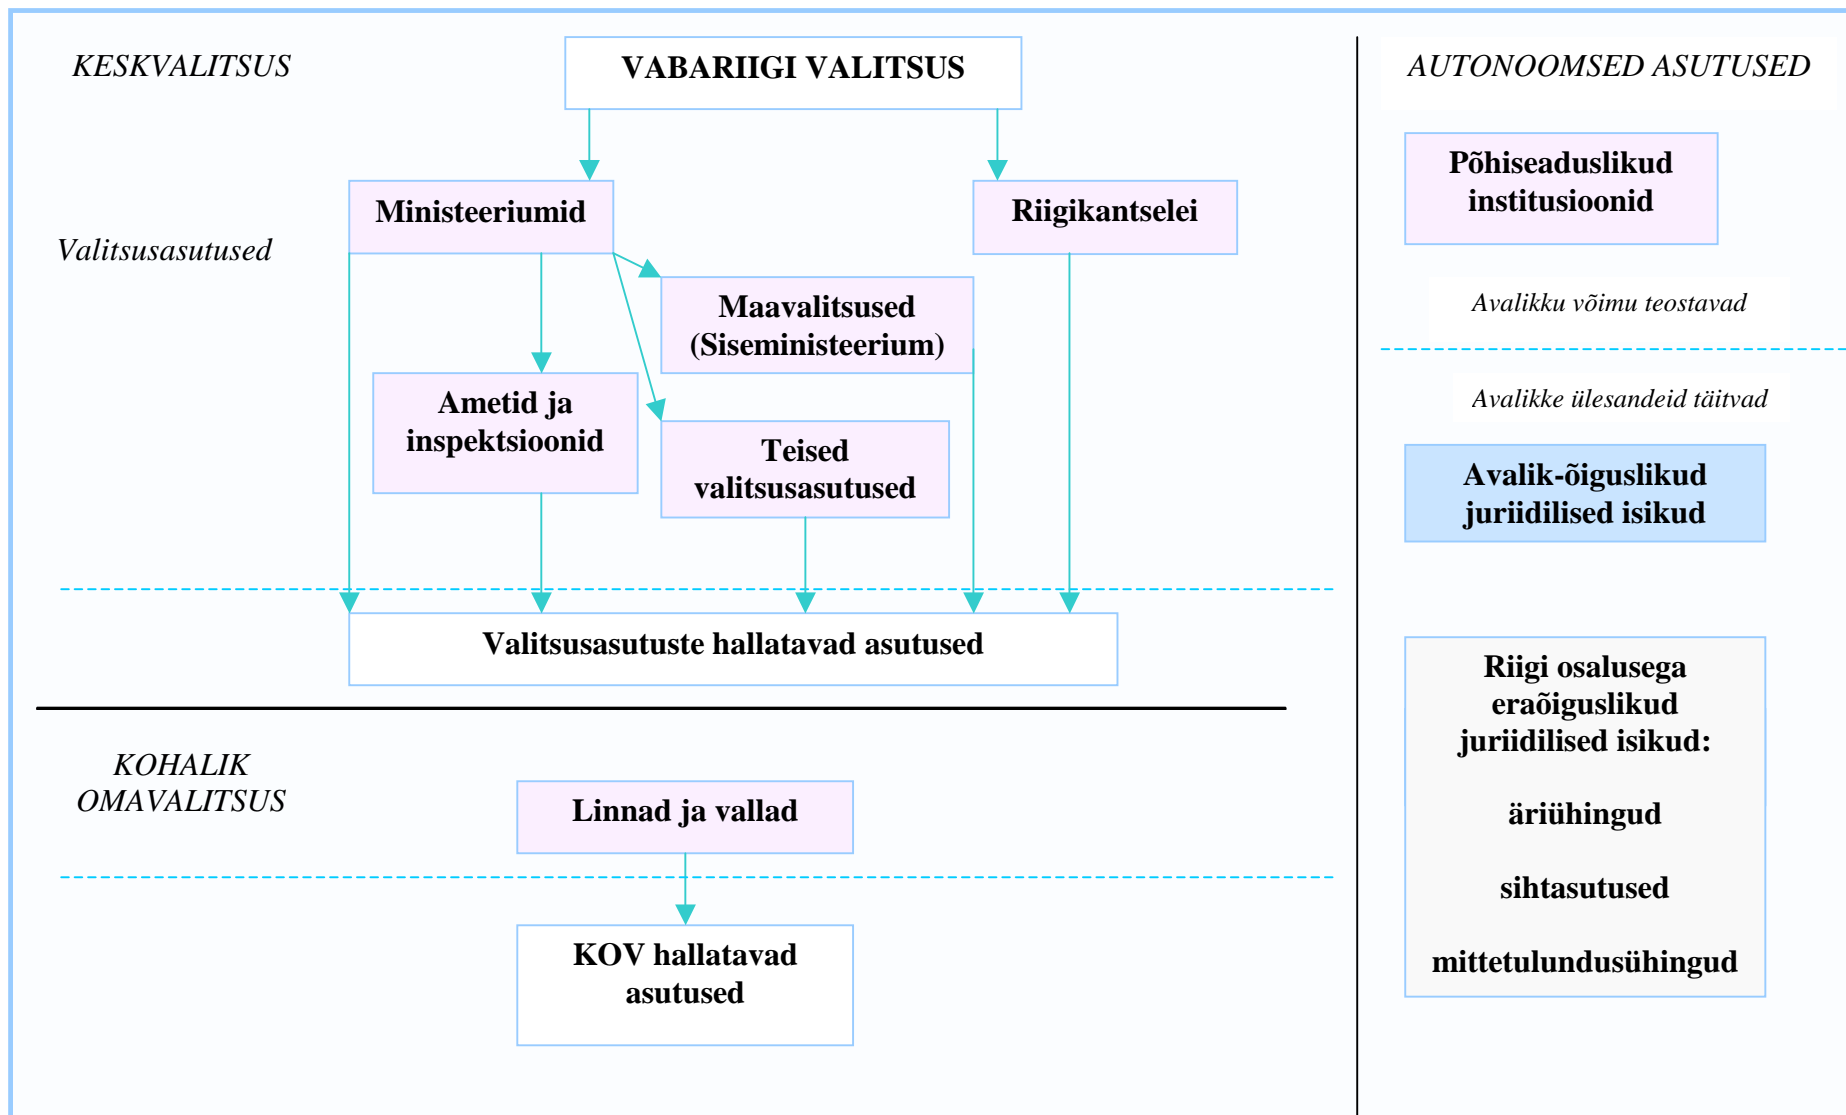 KESKVALITSUS
VABARIIGI VALITSUS
AUTONOOMSED ASUTUSED
Põhiseaduslikud
institusioonid
Ministeeriumid
Riigikantselei
Valitsusasutused
Maavalitsused
(Siseministeerium)
Avalikku võimu teostavad
Ametid ja
inspektsioonid
Avalikke ülesandeid täitvad
Teised
valitsusasutused
Avalik-õiguslikud
juriidilised isikud
Valitsusasutuste hallatavad asutused
Riigi osalusega
eraõiguslikud
juriidilised isikud:
äriühingud
sihtasutused
mittetulundusühingud
KOHALIK
OMAVALITSUS
Linnad ja vallad
KOV hallatavad
asutused